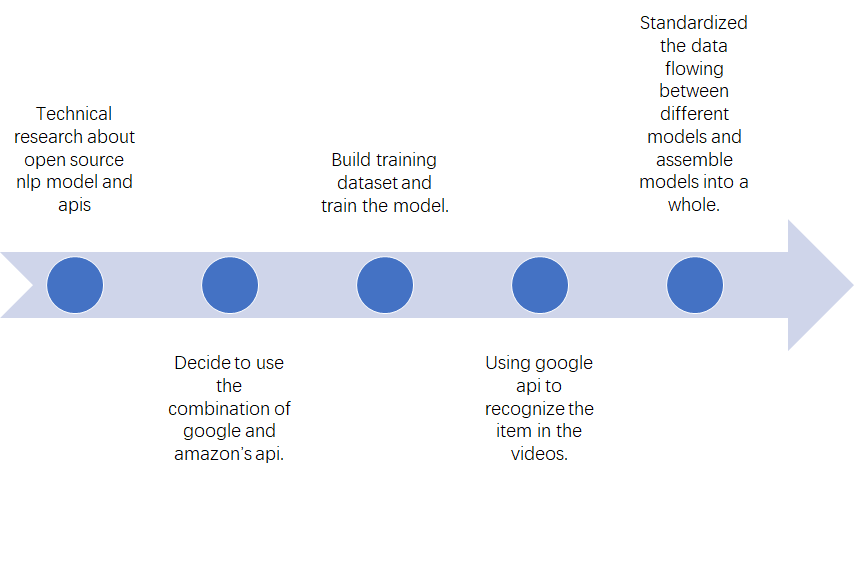 Technical
research about
open source
nlp model and
apis
Decide to use
the
combination of
google and
amazon's api.
Build training
dataset and
train the model.
Using google
api to
recognize the
item in the
videos.
Standardized
the data
flowing
between
different
models and
assemble
models into a
whole.